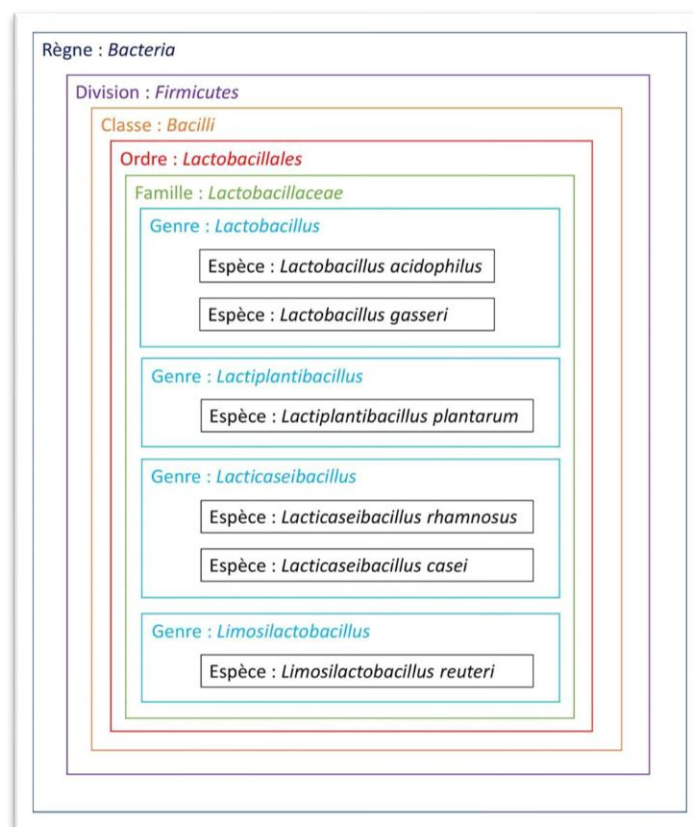 Règne : Bacteria
Division : Firmicutes
Classe : Bacilli
Ordre : Lactobacillales
Famille : Lactobacillaceae
Genre : Lactobacillus
Espèce : Lactobacillus acidophilus
Espèce : Lactobacillus gasseri
Genre : Lactiplantibacillus
Espèce : Lactiplantibacillus plantarum
Genre : Lacticaseibacillus
Espèce : Lacticaseibacillus rhamnosus
Espèce : Lacticaseibacillus casei
Genre : Limosilactobacillus
Espèce : Limosilactobacillus reuteri